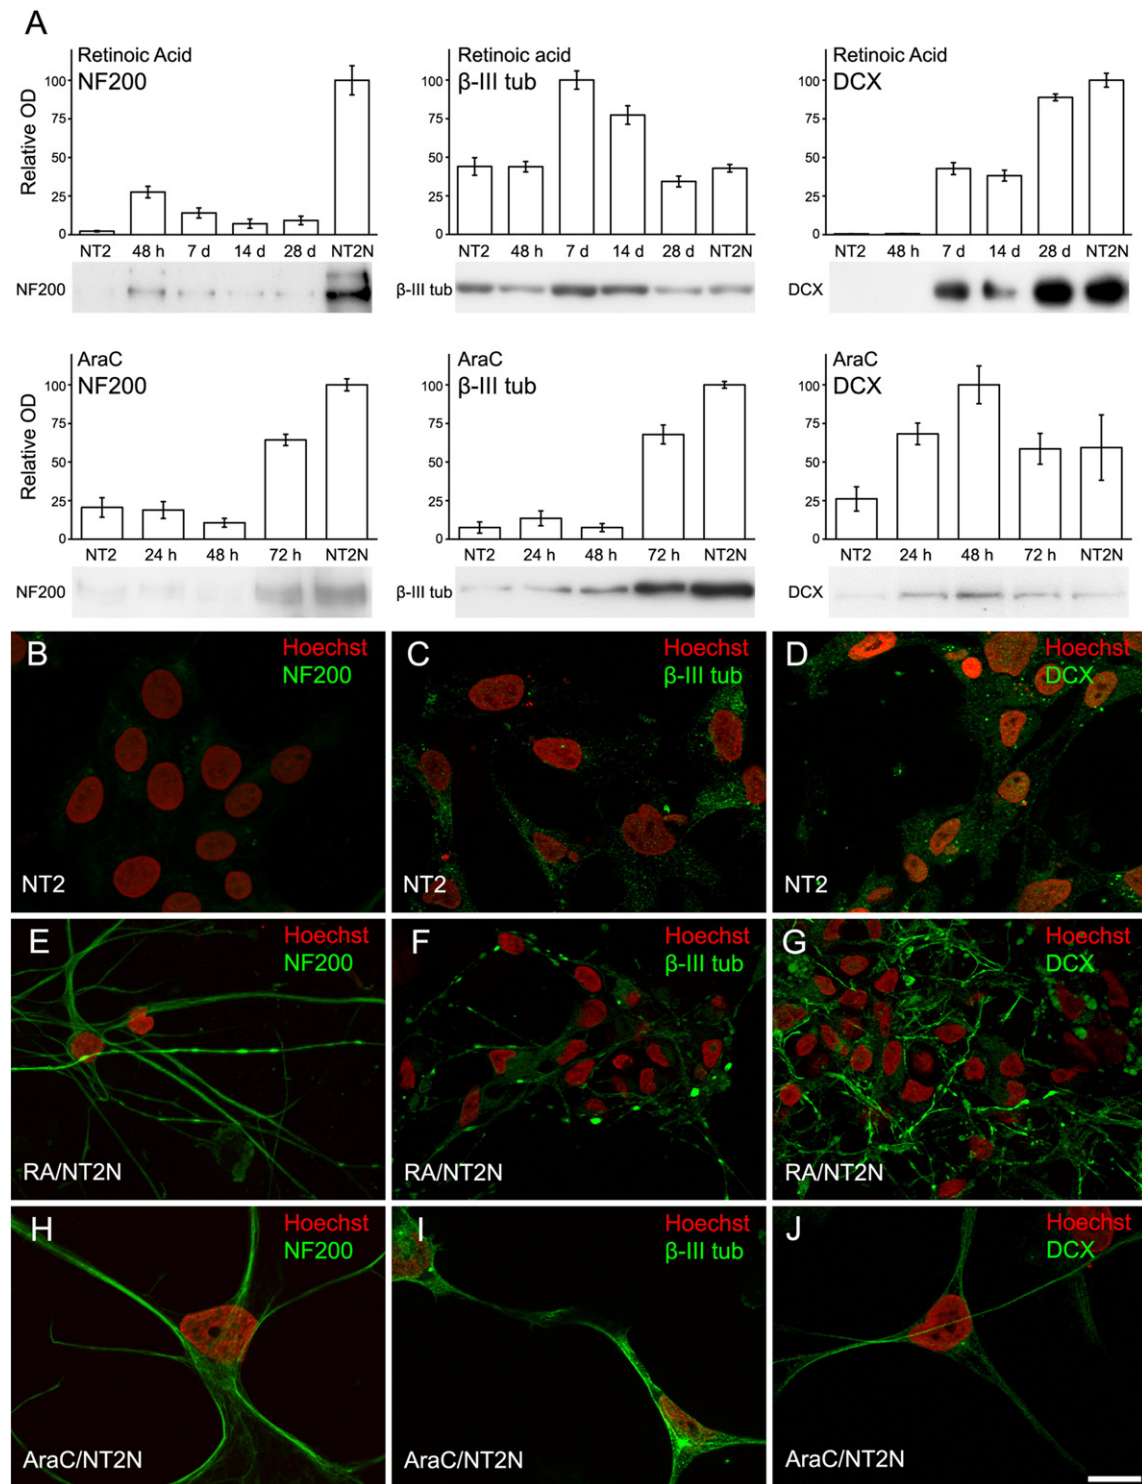 A
Retinoic Acid
NF200
Relative OD
100
75
50
25
0
NT2 48 h 7 d 14 d 28 d NT2N
NF200
Retinoic acid
β-III tub
100
75
50
25
0
NT2 48 h 7 d 14 d 28 d NT2N
β-III tub
Retinoic Acid
DCX
100
75
50
25
0
NT2 48 h 7 d 14 d 28 d NT2N
DCX
AraC
NF200
Relative OD
100
75
50
25
0
NT2 24 h 48 h 72 h NT2N
NF200
AraC
β-III tub
100
75
50
25
0
NT2 24 h 48 h 72 h NT2N
β-III tub
AraC
DCX
100
75
50
25
0
NT2 24 h 48 h 72 h NT2N
DCX
B
Hoechst
NF200
NT2
C
Hoechst
β-III tub
NT2
D
Hoechst
DCX
NT2
E
Hoechst
NF200
RA/NT2N
F
Hoechst
β-III tub
RA/NT2N
G
Hoechst
DCX
RA/NT2N
H
Hoechst
NF200
AraC/NT2N
I
Hoechst
β-III tub
AraC/NT2N
J
Hoechst
DCX
AraC/NT2N